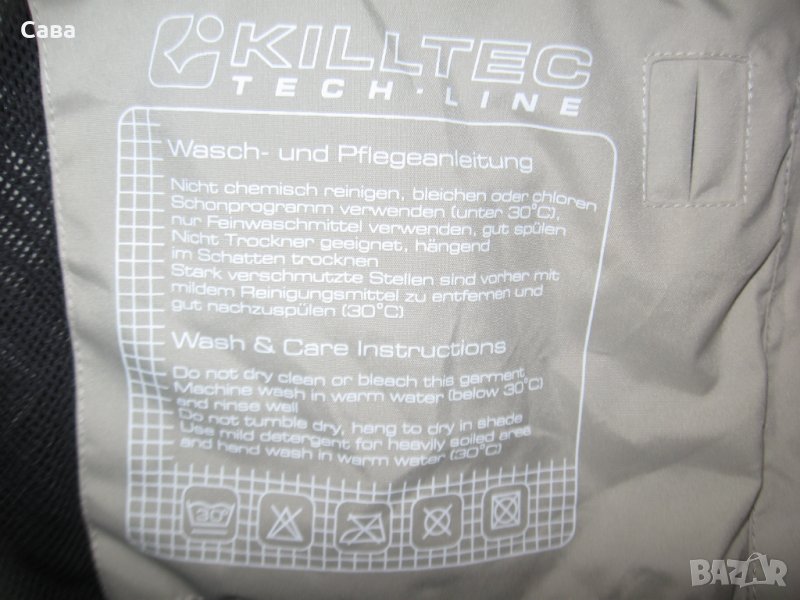 Сава
KILLTEC
TECH·LINE
Wasch- und Pflegeanleitung
Nicht chemisch reinigen, bleichen oder chloren
Schonprogramm verwenden (unter 30°C),
nur Feinwaschmittel verwenden, gut spülen
Nicht Trockner geeignet, hängend
im Schatten trocknen
Stark verschmutzte Stellen sind vorher mit
mildem Reinigungsmittel zu entfernen und
gut nachzuspülen (30°C)
Wash & Care Instructions
Do not dry clean or bleach this garment
Machine wash in warm water (below 30°C)
and rinse well
Do not tumble dry, hang to dry in shade
Use mild detergent for heavily soiled area
and hand wash in warm water (30°C)
30°
BAZAR